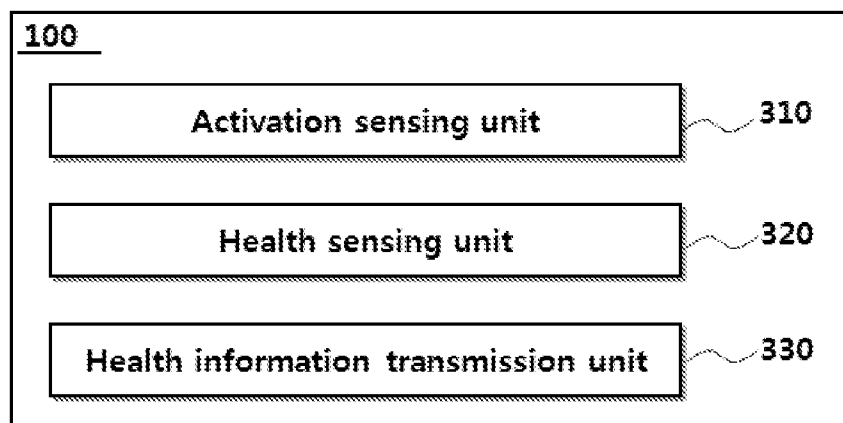 100
Activation sensing unit
310
Health sensing unit
320
Health information transmission unit
330